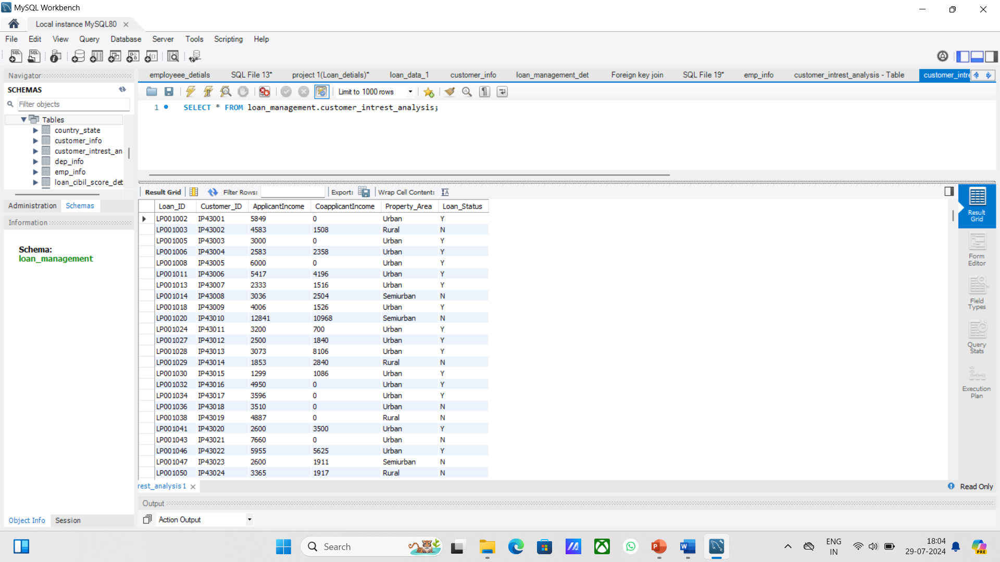 MySQL Workbench
Local instance MySQL80
File Edit View Query Database Server Tools Scripting Help
Navigator
SCHEMAS
Filter objects
Tables
country_state
customer_info
customer_intrest_an
dep_info
emp_info
loan_cibil_score_det
Administration Schemas
Information
Schema:
loan_management
Object Info Session
employeee_detials SQL File 13* project 1(Loan_detials)* loan_data_1 customer_info loan_management_det Foreign key join SQL File 19* emp_info customer_intrest_analysis - Table customer_intre
Limit to 1000 rows
1 SELECT * FROM loan_management.customer_intrest_analysis;
Result Grid Filter Rows: Export: Wrap Cell Content:
Loan_ID Customer_ID ApplicantIncome CoapplicantIncome Property_Area Loan_Status
LP001002 IP43001 5849 0 Urban Y
LP001003 IP43002 4583 1508 Rural N
LP001005 IP43003 3000 0 Urban Y
LP001006 IP43004 2583 2358 Urban Y
LP001008 IP43005 6000 0 Urban Y
LP001011 IP43006 5417 4196 Urban Y
LP001013 IP43007 2333 1516 Urban Y
LP001014 IP43008 3036 2504 Semiurban N
LP001018 IP43009 4006 1526 Urban Y
LP001020 IP43010 12841 10968 Semiurban N
LP001024 IP43011 3200 700 Urban Y
LP001027 IP43012 2500 1840 Urban Y
LP001028 IP43013 3073 8106 Urban Y
LP001029 IP43014 1853 2840 Rural N
LP001030 IP43015 1299 1086 Urban Y
LP001032 IP43016 4950 0 Urban Y
LP001034 IP43017 3596 0 Urban Y
LP001036 IP43018 3510 0 Urban N
LP001038 IP43019 4887 0 Rural N
LP001041 IP43020 2600 3500 Urban Y
LP001043 IP43021 7660 0 Urban N
LP001046 IP43022 5955 5625 Urban Y
LP001047 IP43023 2600 1911 Semiurban N
LP001050 IP43024 3365 1917 Rural N
Result
Grid
Form
Editor
Field
Types
Query
Stats
Execution
Plan
rest_analysis 1
Read Only
Output
Action Output
Search
ENG
IN
18:04
29-07-2024
PRE